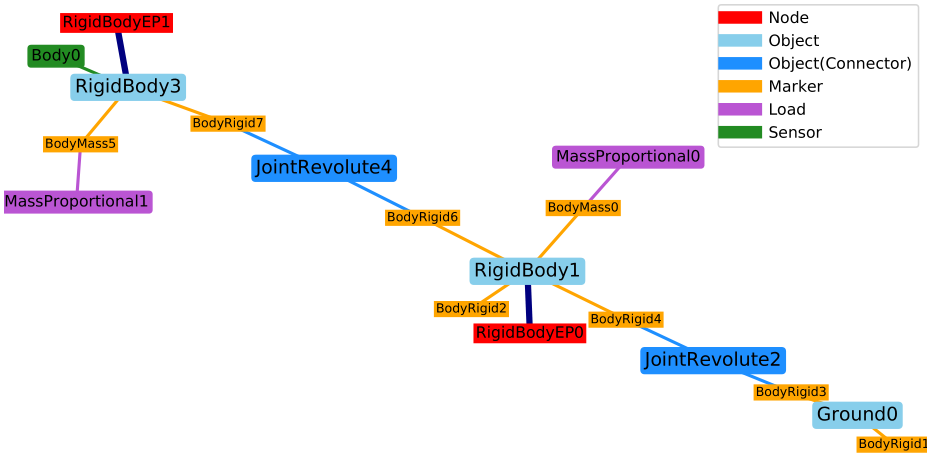 RigidBodyEP1
Node
Body0
Object
Object(Connector)
RigidBody3
Marker
Load
BodyRigid7
Sensor
BodyMass5
MassProportional0
JointRevolute4
MassProportional1
BodyMass0
BodyRigid6
RigidBody1
BodyRigid2
BodyRigid4
RigidBodyEP0
JointRevolute2
BodyRigid3
Ground0
BodyRigid1